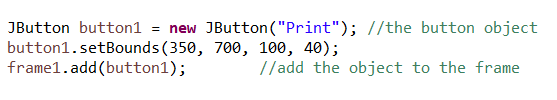 JButton button1 = new JButton("Print"); //the button object
button1.setBounds(350, 700, 100, 40);
frame1.add(button1);        //add the object to the frame